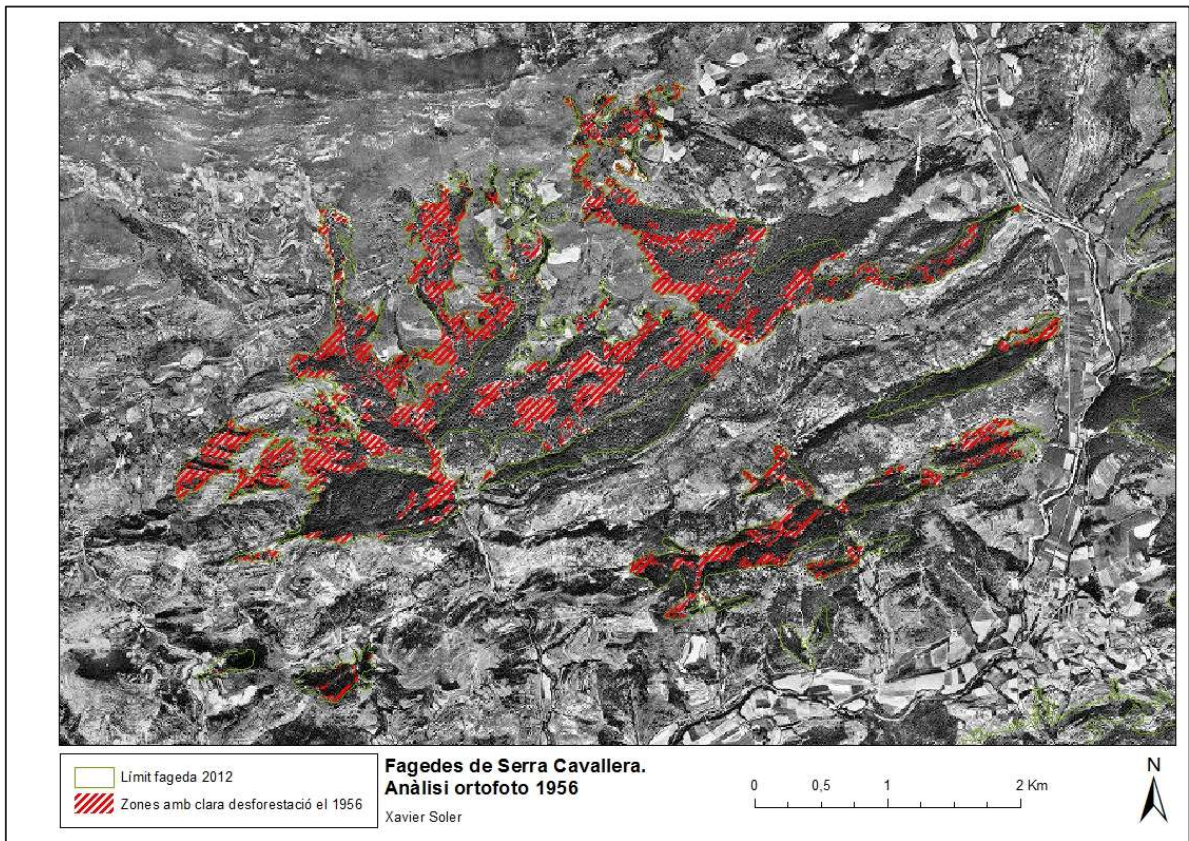 Límit fageda 2012
Zones amb clara desforestació el 1956
Fagedes de Serra Cavallera.
Anàlisi ortofoto 1956
Xavier Soler
0 0,5 1 2 Km
N